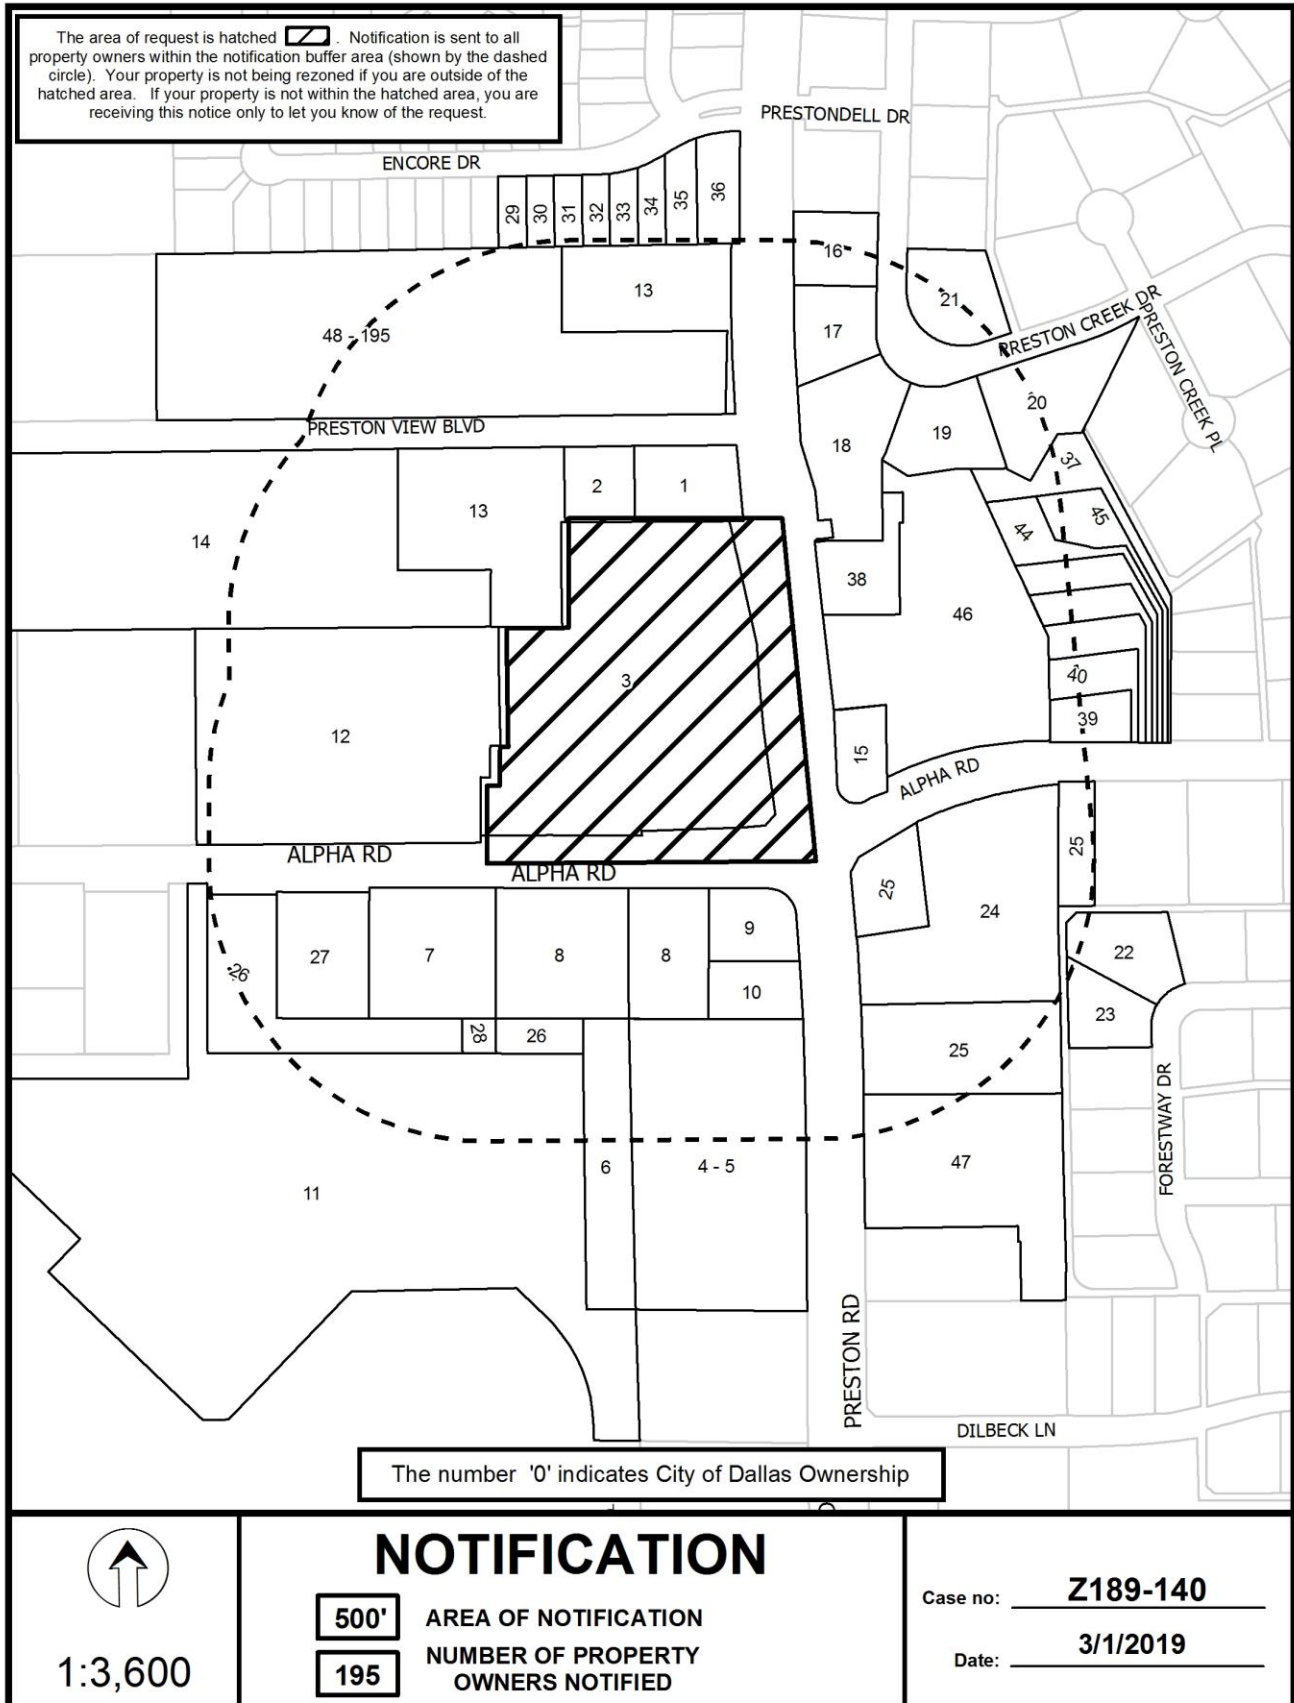 The area of request is hatched . Notification is sent to all
property owners within the notification buffer area (shown by the dashed
circle). Your property is not being rezoned if you are outside of the
hatched area. If your property is not within the hatched area, you are
receiving this notice only to let you know of the request.
PRESTONDELL DR
ENCORE DR
29
30
31
32
33
34
35
36
16
21
13
17
48 - 195
PRESTON CREEK DR
PRESTON CREEK PL
20
PRESTON VIEW BLVD
18
19
37
2
1
13
14
45
44
38
46
3
40
39
12
15
ALPHA RD
ALPHA RD
ALPHA RD
25
25
24
9
22
27
7
8
8
26
10
23
28
26
25
FORESTWAY DR
6
4 - 5
47
11
PRESTON RD
DILBECK LN
The number '0' indicates City of Dallas Ownership
1:3,600
NOTIFICATION
500' AREA OF NOTIFICATION
195 NUMBER OF PROPERTY
OWNERS NOTIFIED
Case no: Z189-140
Date: 3/1/2019